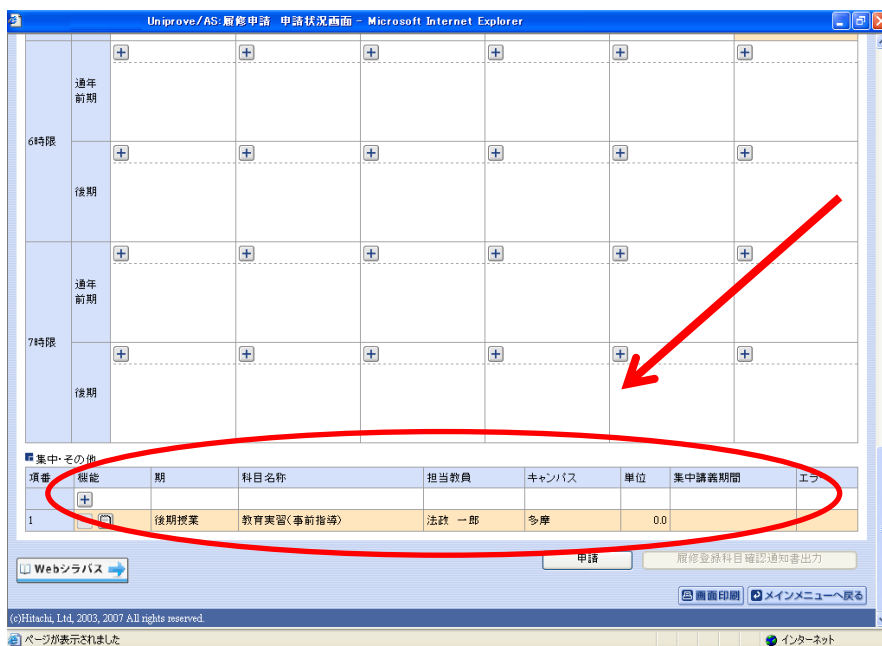 Uniprove/AS:履修申請 申請状況画面 - Microsoft Internet Explorer
6時限
通年
前期
後期
7時限
通年
前期
後期
集中・その他
項番 機能 期 科目名称 担当教員 キャンパス 単位 集中講義期間 エラー
1 後期授業 教育実習(事前指導) 法政 一郎 多摩 0.0
Webシラバス
申請 履修登録科目確認通知書出力
画面印刷 メインメニューへ戻る
(c)Hitachi, Ltd, 2003, 2007 All rights reserved.
ページが表示されました インターネット